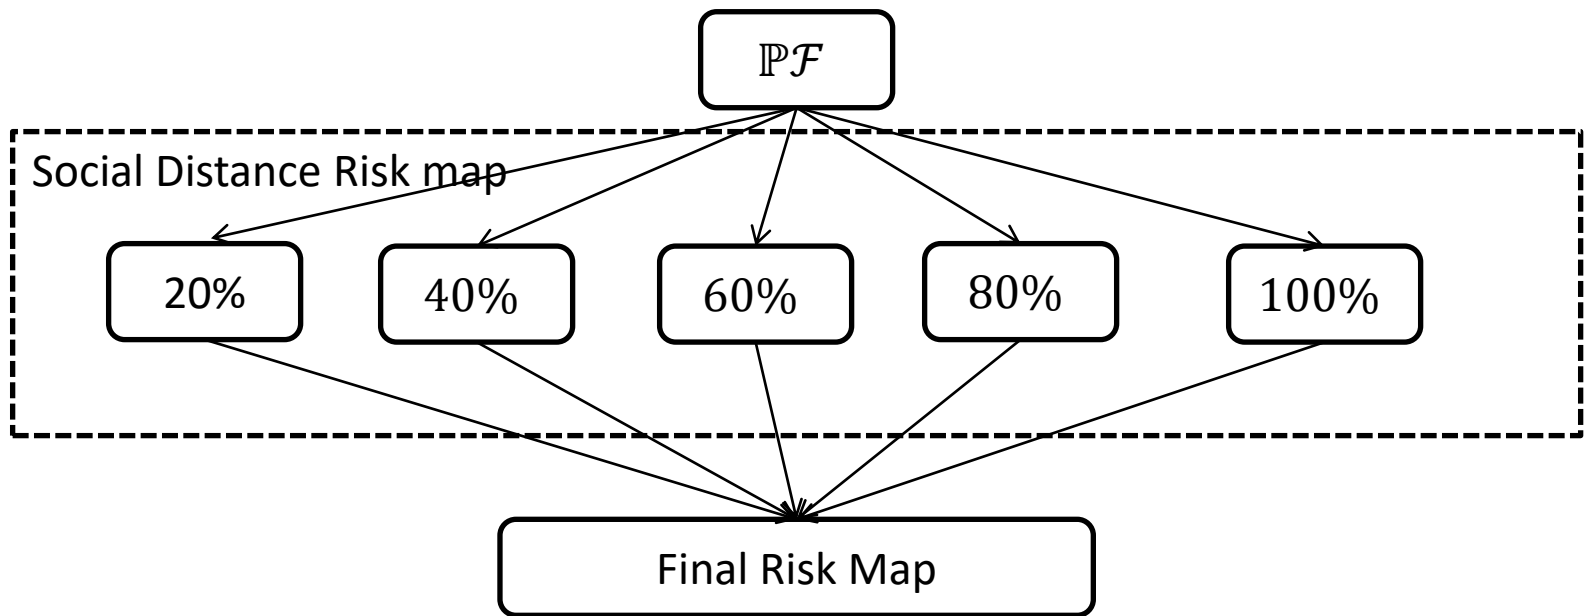 ℙℱ
Social Distance Risk map
20%
40%
60%
80%
100%
Final Risk Map